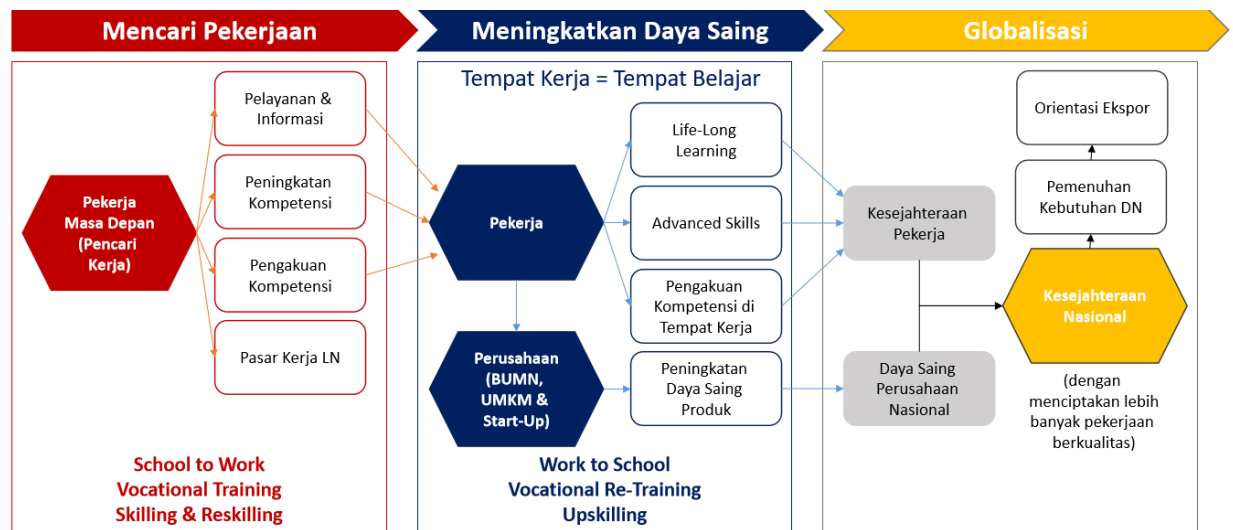 Mencari Pekerjaan
Meningkatkan Daya Saing
Globalisasi
Pekerja
Masa Depan
(Pencari
Kerja)
Pelayanan &
Informasi
Peningkatan
Kompetensi
Pengakuan
Kompetensi
Pasar Kerja LN
School to Work
Vocational Training
Skilling & Reskilling
Tempat Kerja = Tempat Belajar
Pekerja
Perusahaan
(BUMN,
UMKM &
Start-Up)
Life-Long
Learning
Advanced Skills
Pengakuan
Kompetensi di
Tempat Kerja
Peningkatan
Daya Saing
Produk
Work to School
Vocational Re-Training
Upskilling
Kesejahteraan
Pekerja
Daya Saing
Perusahaan
Nasional
Orientasi Ekspor
Pemenuhan
Kebutuhan DN
Kesejahteraan
Nasional
(dengan
menciptakan lebih
banyak pekerjaan
berkualitas)